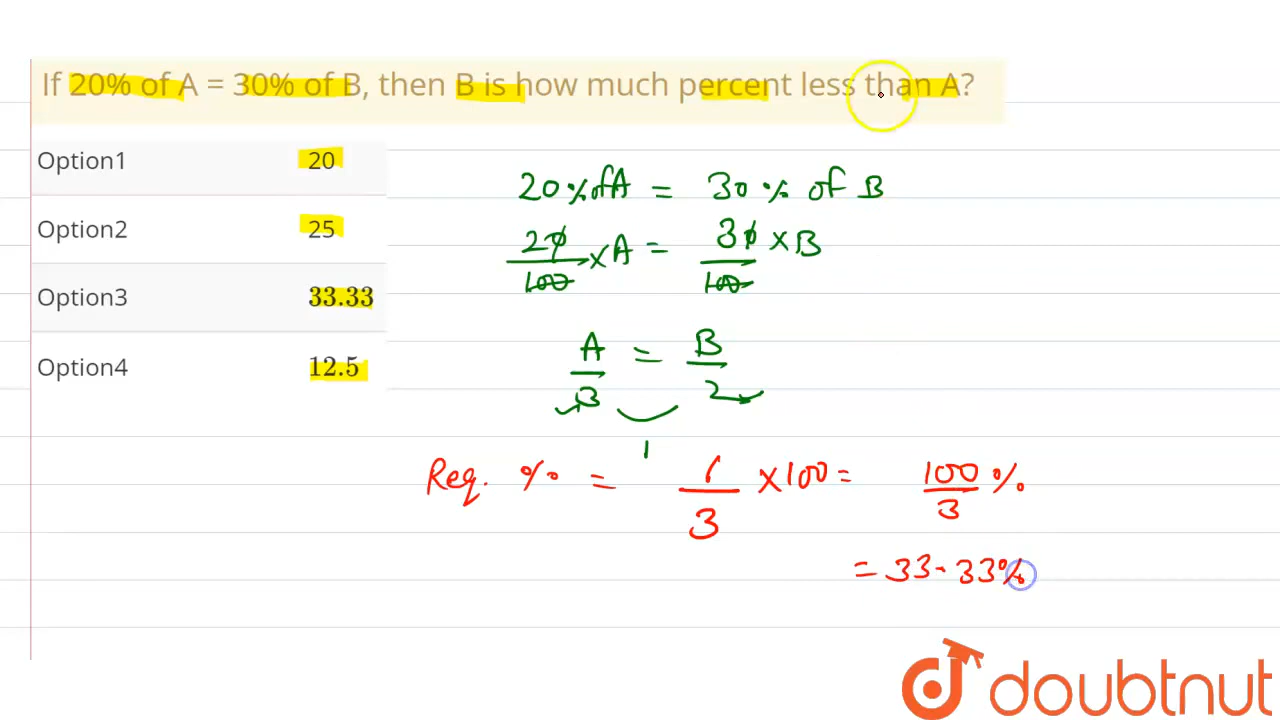 If 20% of A = 30% of B, then B is how much percent less than A?
Option1 20
Option2 25
Option3 33.33
Option4 12.5
20 % of A = 30 % of B
20/100 × A = 30/100 × B
A/3 = B/2
1
Req. % = 1/3 × 100 = 100/3 %
= 33.33%
doubtnut